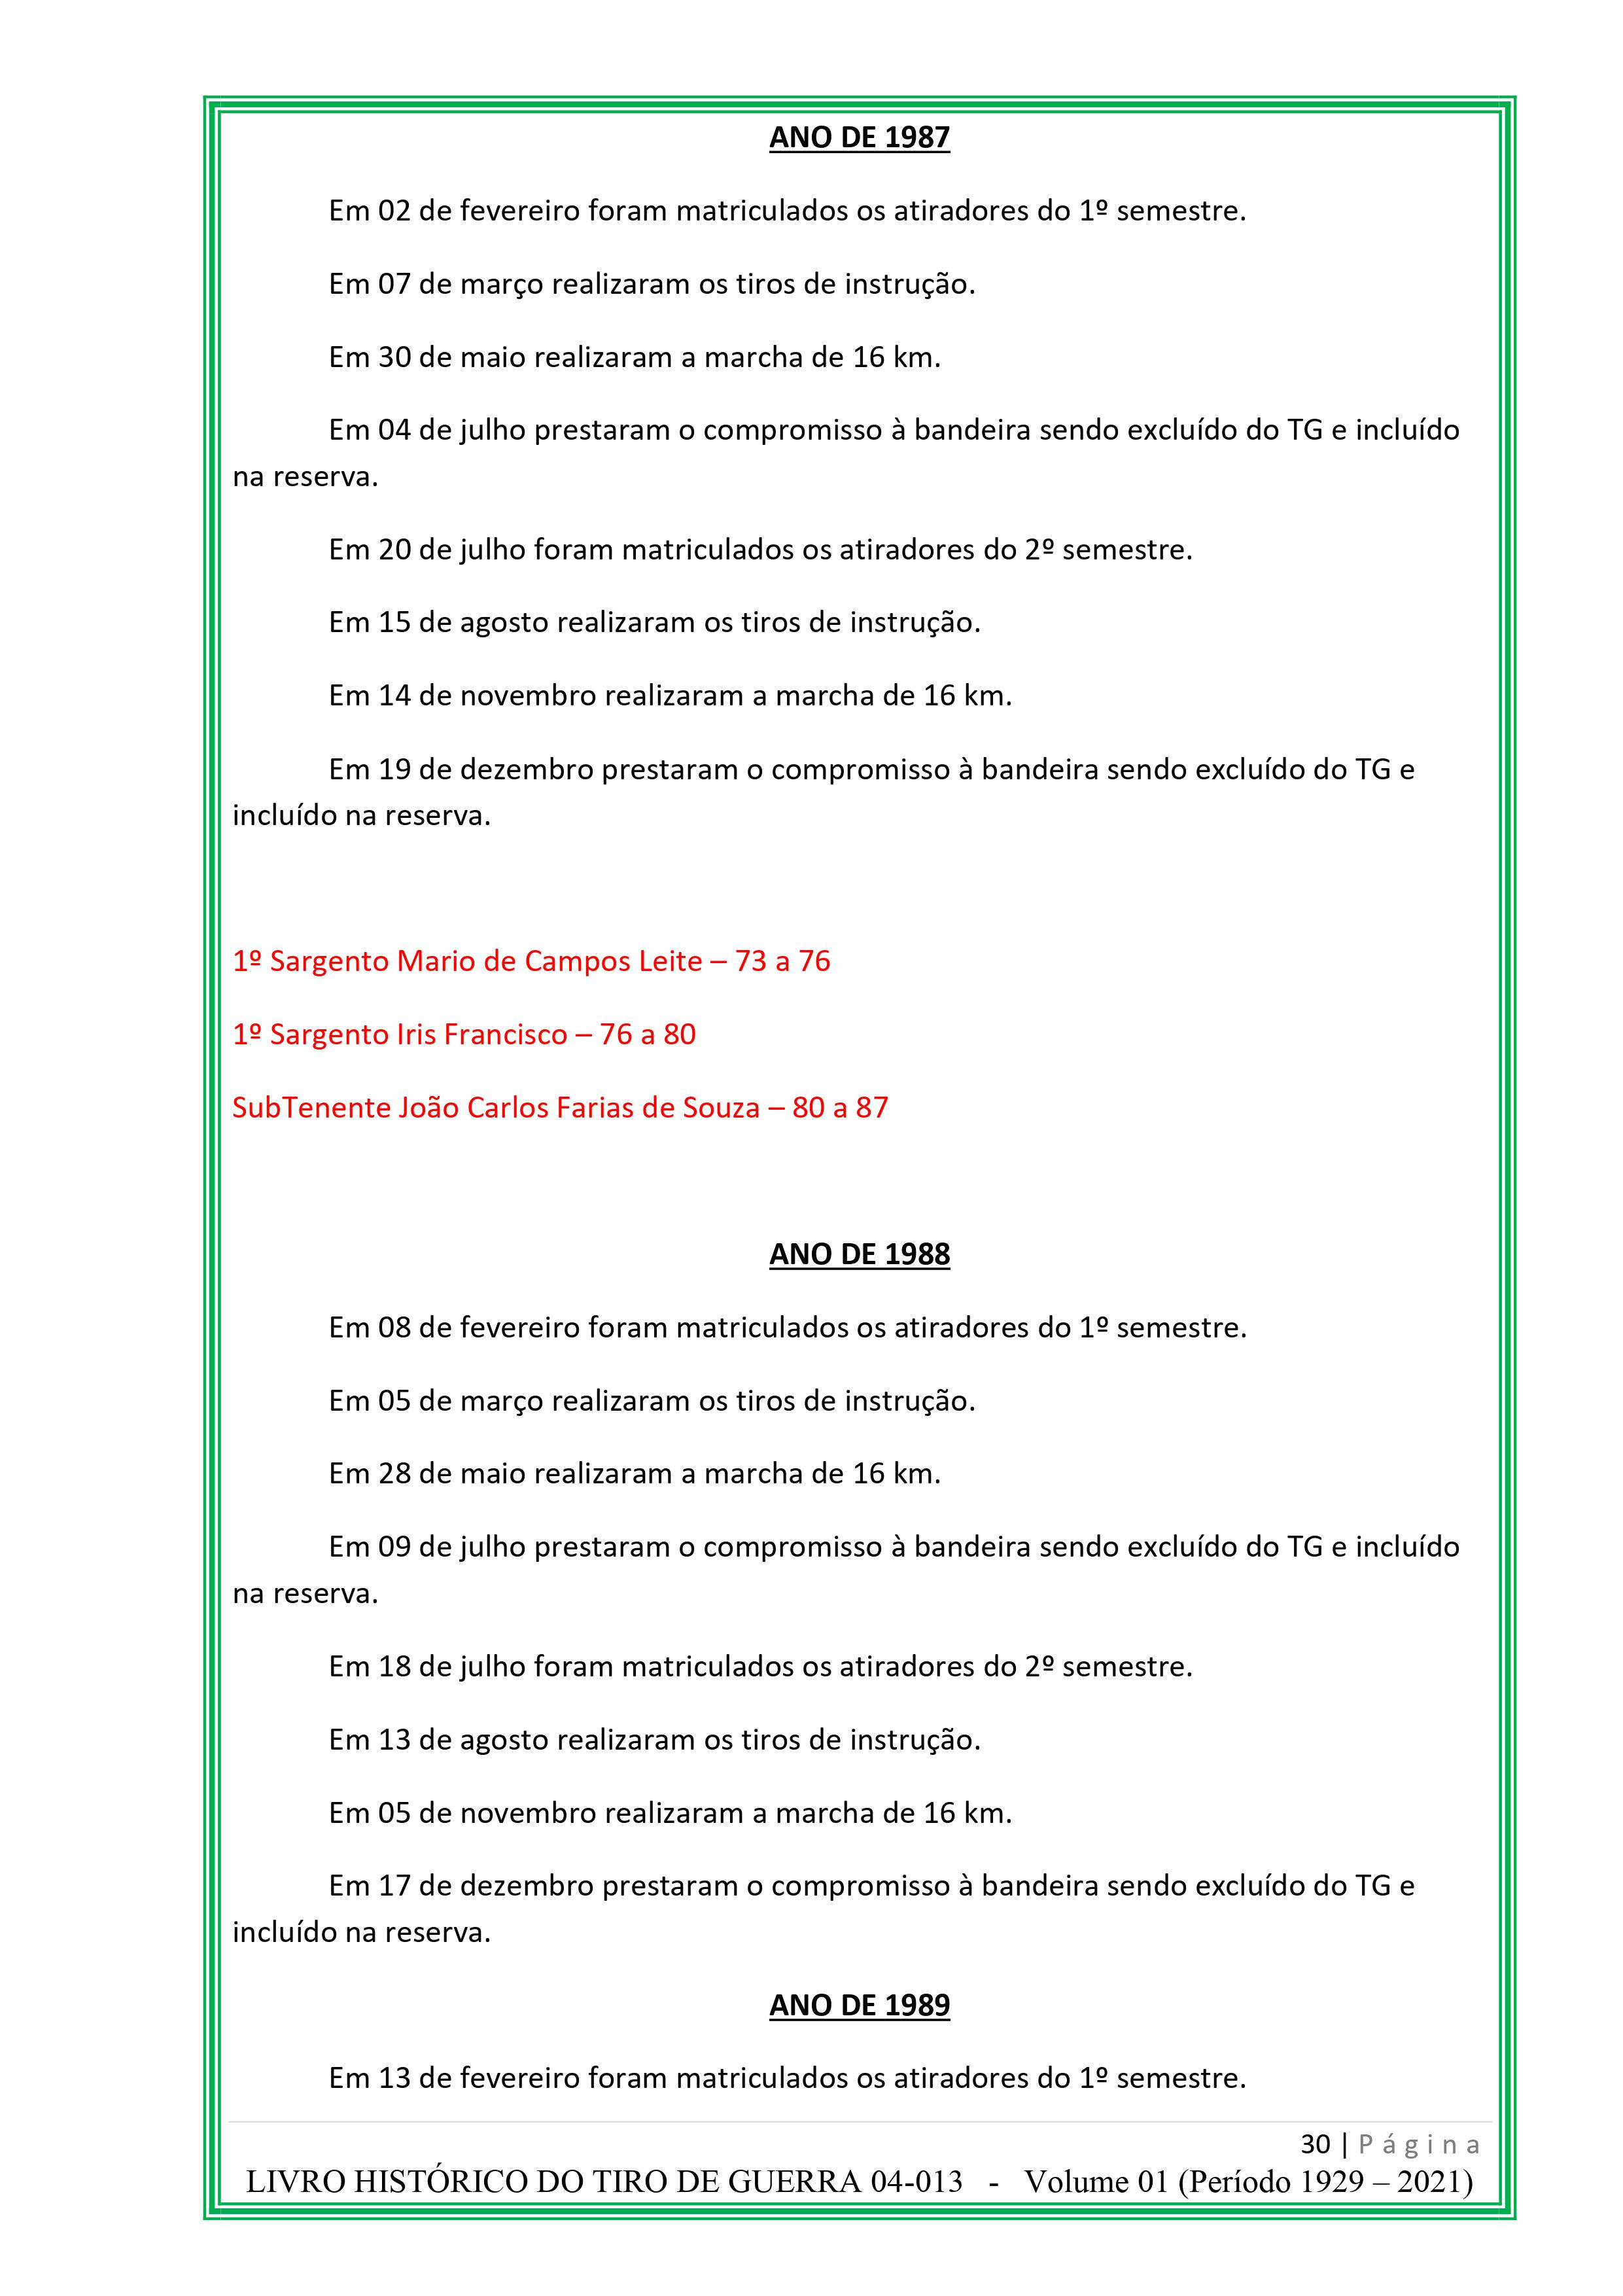 ANO DE 1987
Em 02 de fevereiro foram matriculados os atiradores do 1º semestre.
Em 07 de março realizaram os tiros de instrução.
Em 30 de maio realizaram a marcha de 16 km.
Em 04 de julho prestaram o compromisso à bandeira sendo excluído do TG e incluído
na reserva.
Em 20 de julho foram matriculados os atiradores do 2º semestre.
Em 15 de agosto realizaram os tiros de instrução.
Em 14 de novembro realizaram a marcha de 16 km.
Em 19 de dezembro prestaram o compromisso à bandeira sendo excluído do TG e
incluído na reserva.
1º Sargento Mario de Campos Leite – 73 a 76
1º Sargento Iris Francisco – 76 a 80
SubTenente João Carlos Farias de Souza – 80 a 87
ANO DE 1988
Em 08 de fevereiro foram matriculados os atiradores do 1º semestre.
Em 05 de março realizaram os tiros de instrução.
Em 28 de maio realizaram a marcha de 16 km.
Em 09 de julho prestaram o compromisso à bandeira sendo excluído do TG e incluído
na reserva.
Em 18 de julho foram matriculados os atiradores do 2º semestre.
Em 13 de agosto realizaram os tiros de instrução.
Em 05 de novembro realizaram a marcha de 16 km.
Em 17 de dezembro prestaram o compromisso à bandeira sendo excluído do TG e
incluído na reserva.
ANO DE 1989
Em 13 de fevereiro foram matriculados os atiradores do 1º semestre.
30 | Página
LIVRO HISTÓRICO DO TIRO DE GUERRA 04-013 - Volume 01 (Período 1929 – 2021)